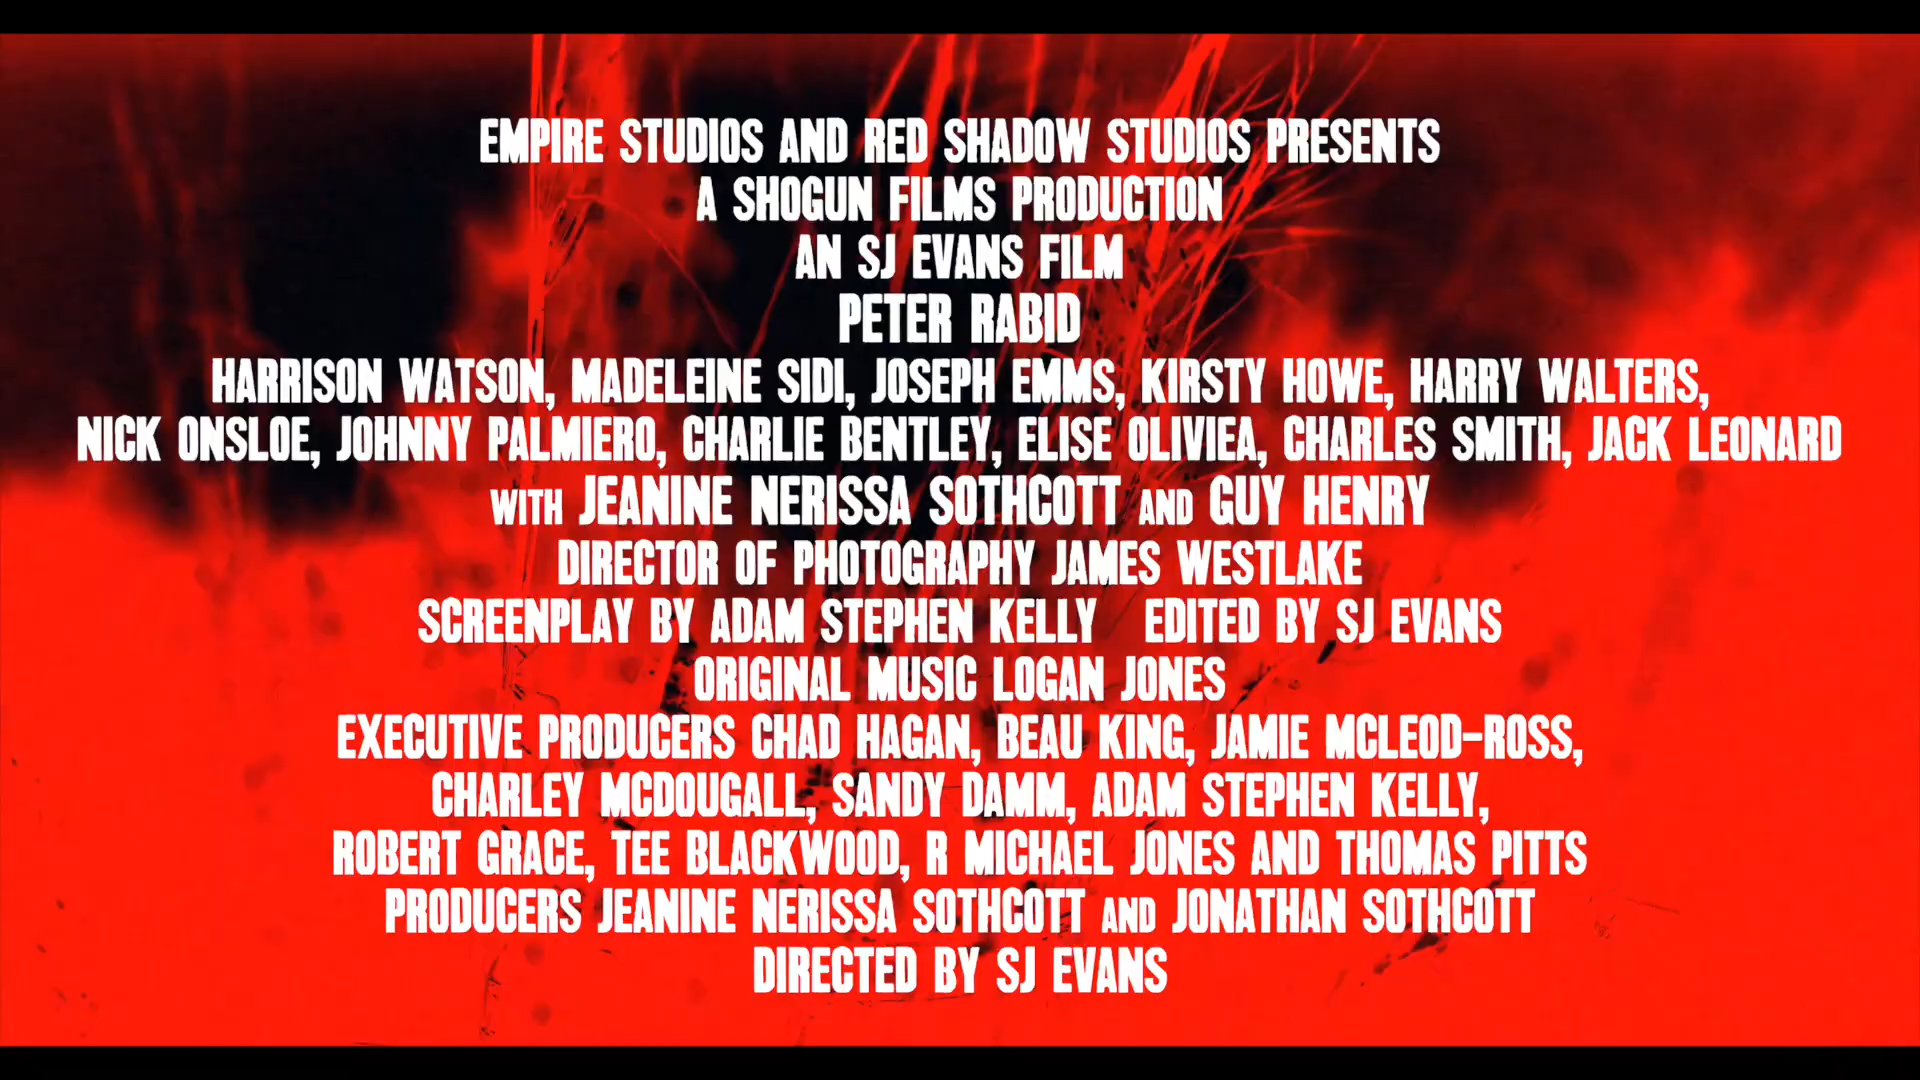 EMPIRE STUDIOS AND RED SHADOW STUDIOS PRESENTS
A SHOGUN FILMS PRODUCTION
AN SJ EVANS FILM
PETER RABID
HARRISON WATSON, MADELEINE SIDI, JOSEPH EMMS, KIRSTY HOWE, HARRY WALTERS,
NICK ONSLOE, JOHNNY PALMIERO, CHARLIE BENTLEY, ELISE OLIVIEA, CHARLES SMITH, JACK LEONARD
WITH JEANINE NERISSA SOTHCOTT AND GUY HENRY
DIRECTOR OF PHOTOGRAPHY JAMES WESTLAKE
SCREENPLAY BY ADAM STEPHEN KELLY EDITED BY SJ EVANS
ORIGINAL MUSIC LOGAN JONES
EXECUTIVE PRODUCERS CHAD HAGAN, BEAU KING, JAMIE MCLEOD-ROSS,
CHARLEY MCDOUGALL, SANDY DAMM, ADAM STEPHEN KELLY,
ROBERT GRACE, TEE BLACKWOOD, R MICHAEL JONES AND THOMAS PITTS
PRODUCERS JEANINE NERISSA SOTHCOTT AND JONATHAN SOTHCOTT
DIRECTED BY SJ EVANS